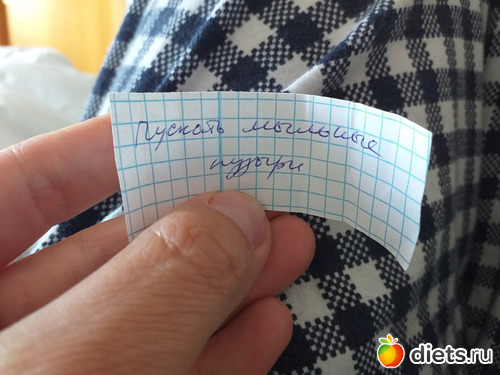 Пускать мыльные
пузыри
diets.ru